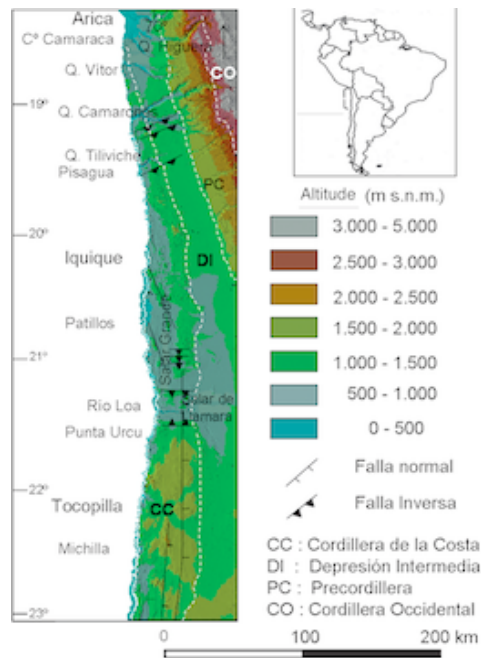 Arica
70°
Cº Camaraca
Q. Higuera
Q. Vitor
CO
19º
Q. Camarones
Q. Tiliviche
Pisagua
PC
20º
Iquique
DI
Patillos
Salar Grande
21º
Río Loa
Salar de
Llamara
Punta Urcu
22º
Tocopilla
CC
Michilla
23º
Altitude (m s.n.m.)
3.000 - 5.000
2.500 - 3.000
2.000 - 2.500
1.500 - 2.000
1.000 - 1.500
500 - 1.000
0 - 500
Falla normal
Falla Inversa
CC : Cordillera de la Costa
DI : Depresión Intermedia
PC : Precordillera
CO : Cordillera Occidental
0 100 200 km